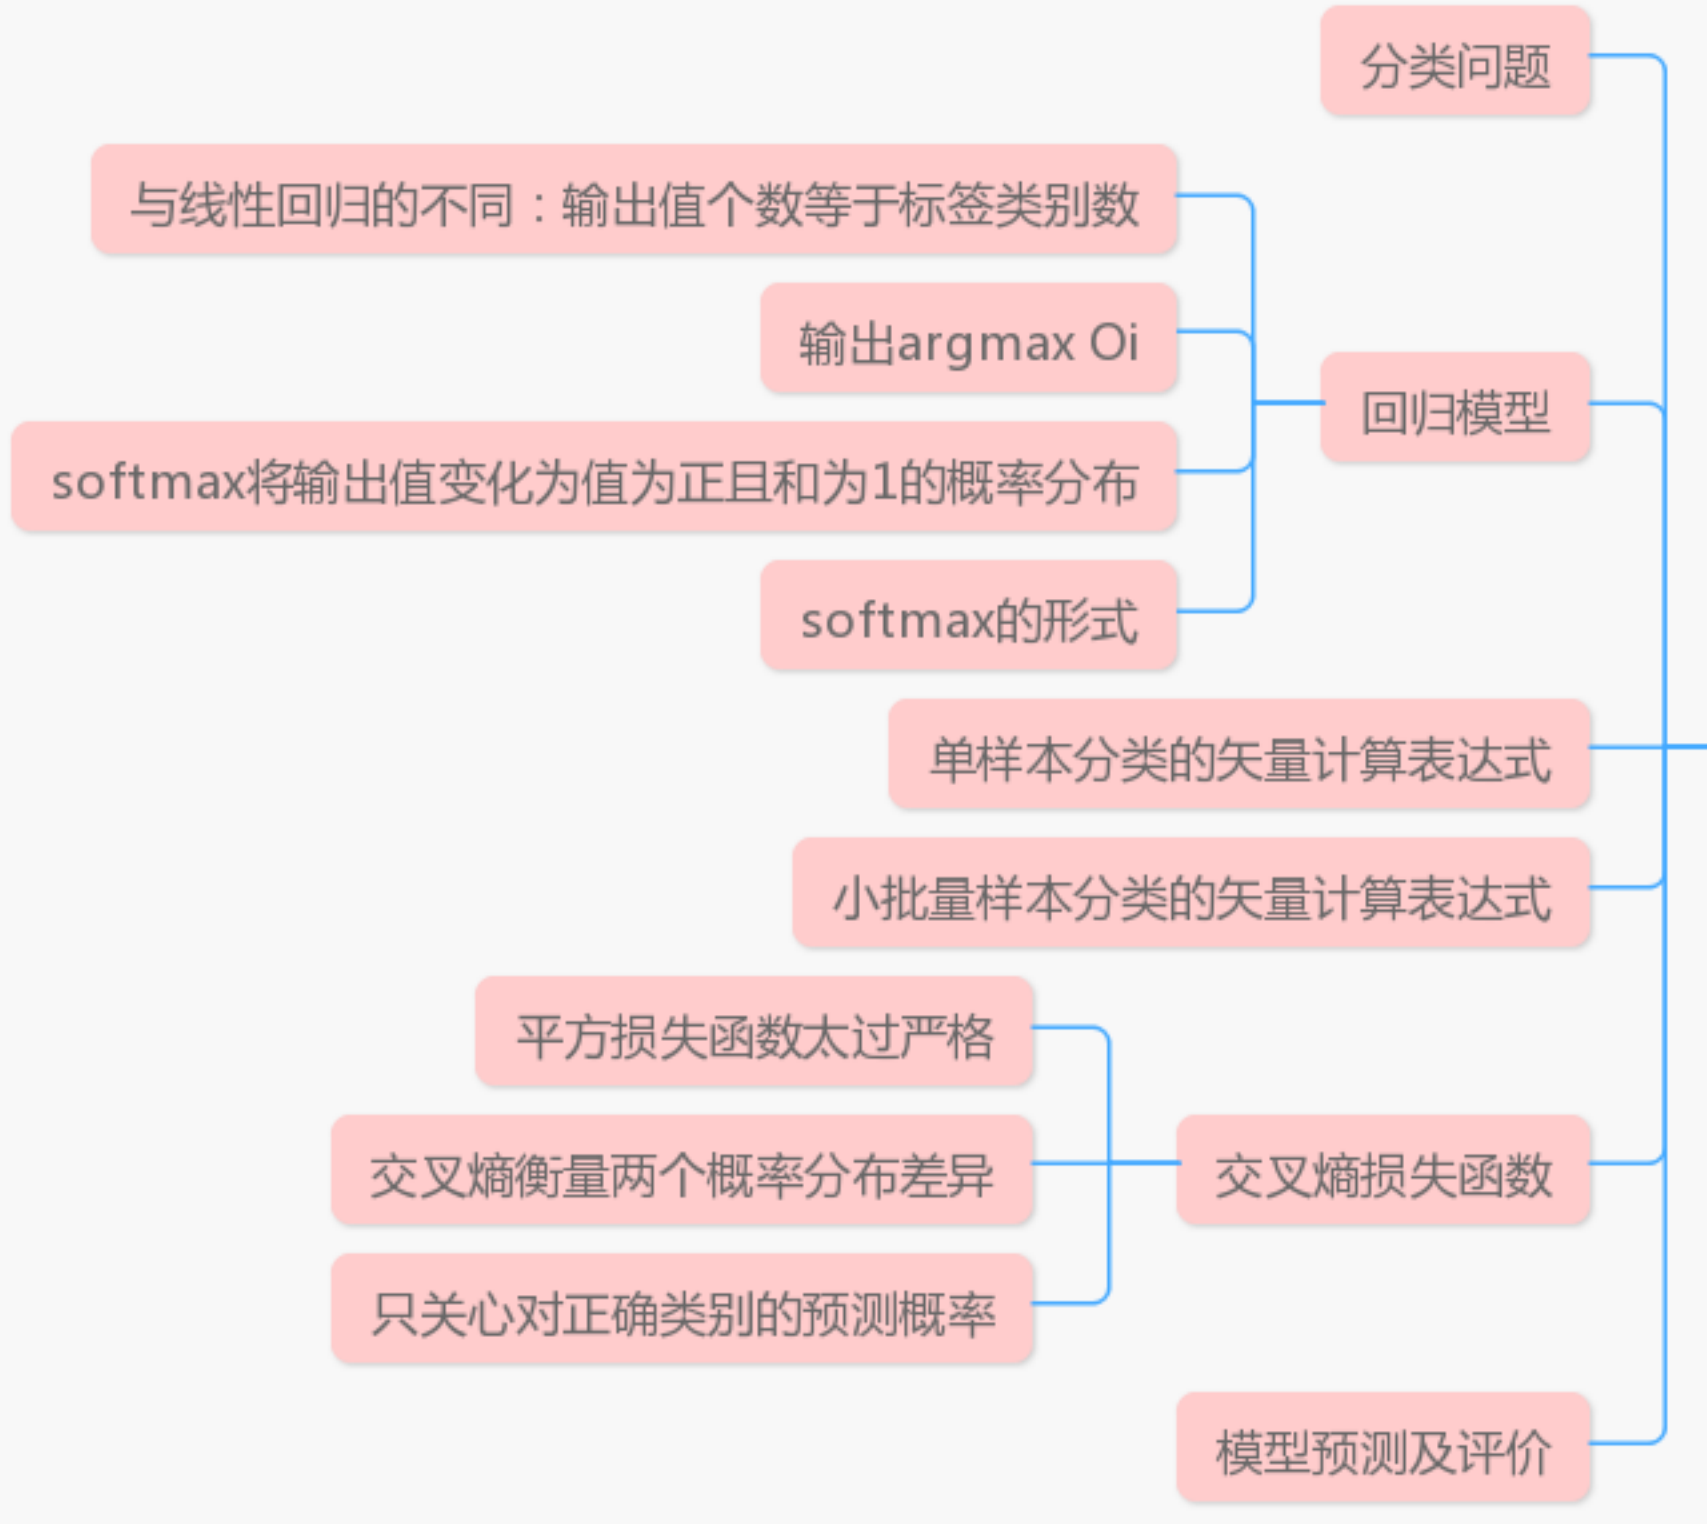 分类问题
与线性回归的不同：输出值个数等于标签类别数
输出argmax Oi
回归模型
softmax将输出值变化为值为正且和为1的概率分布
softmax的形式
单样本分类的矢量计算表达式
小批量样本分类的矢量计算表达式
平方损失函数太过严格
交叉熵衡量两个概率分布差异
交叉熵损失函数
只关心对正确类别的预测概率
模型预测及评价